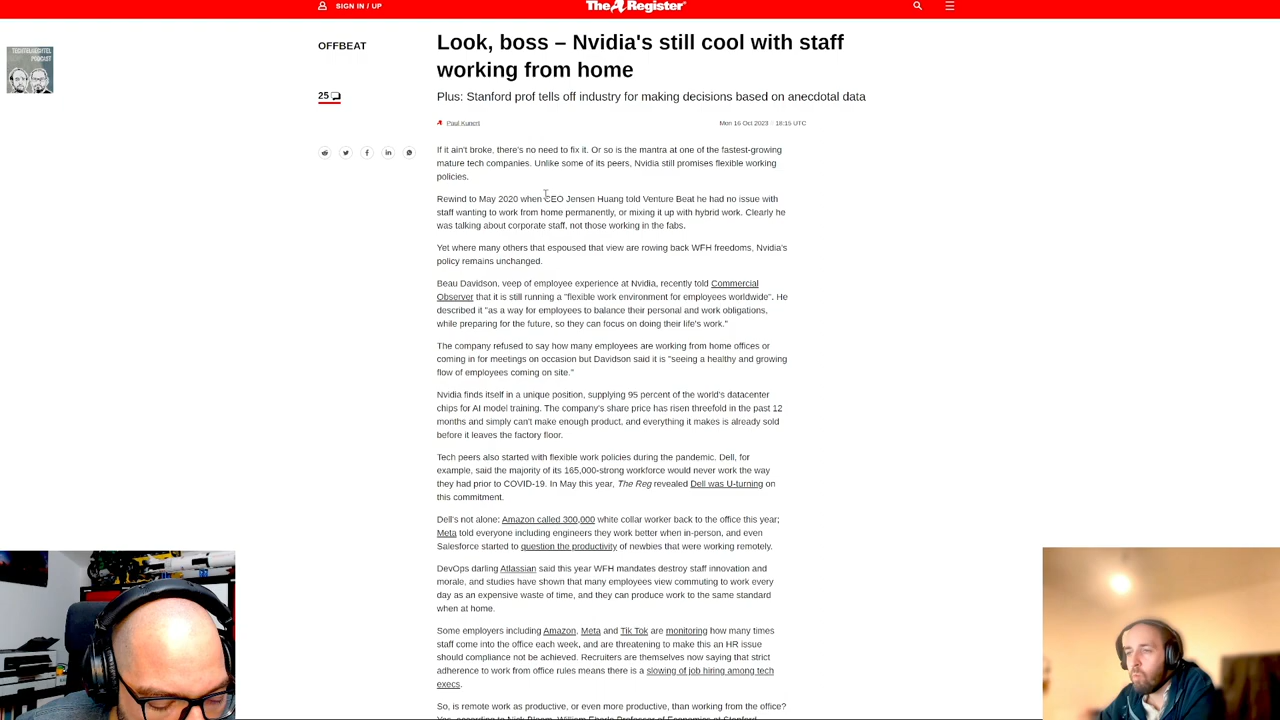 SIGN IN / UP
The Register
OFFBEAT
Look, boss – Nvidia's still cool with staff
working from home
25
Plus: Stanford prof tells off industry for making decisions based on anecdotal data
Paul Kunert
Mon 16 Oct 2023 / 18:15 UTC
If it ain't broke, there's no need to fix it. Or so is the mantra at one of the fastest-growing
mature tech companies. Unlike some of its peers, Nvidia still promises flexible working
policies.
Rewind to May 2020 when CEO Jensen Huang told Venture Beat he had no issue with
staff wanting to work from home permanently, or mixing it up with hybrid work. Clearly he
was talking about corporate staff, not those working in the fabs.
Yet where many others that espoused that view are rowing back WFH freedoms, Nvidia's
policy remains unchanged.
Beau Davidson, veep of employee experience at Nvidia, recently told Commercial
Observer that it is still running a "flexible work environment for employees worldwide". He
described it "as a way for employees to balance their personal and work obligations,
while preparing for the future, so they can focus on doing their life's work."
The company refused to say how many employees are working from home offices or
coming in for meetings on occasion but Davidson said it is "seeing a healthy and growing
flow of employees coming on site."
Nvidia finds itself in a unique position, supplying 95 percent of the world's datacenter
chips for AI model training. The company's share price has risen threefold in the past 12
months and simply can't make enough product, and everything it makes is already sold
before it leaves the factory floor.
Tech peers also started with flexible work policies during the pandemic. Dell, for
example, said the majority of its 165,000-strong workforce would never work the way
they had prior to COVID-19. In May this year, The Reg revealed Dell was U-turning on
this commitment.
Dell's not alone: Amazon called 300,000 white collar worker back to the office this year;
Meta told everyone including engineers they work better when in-person, and even
Salesforce started to question the productivity of newbies that were working remotely.
DevOps darling Atlassian said this year WFH mandates destroy staff innovation and
morale, and studies have shown that many employees view commuting to work every
day as an expensive waste of time, and they can produce work to the same standard
when at home.
Some employers including Amazon, Meta and Tik Tok are monitoring how many times
staff come into the office each week, and are threatening to make this an HR issue
should compliance not be achieved. Recruiters are themselves now saying that strict
adherence to work from office rules means there is a slowing of job hiring among tech
execs.
So, is remote work as productive, or even more productive, than working from the office?
Yes, according to Nick Bloom, William Eberle Professor of Economics at Stanford